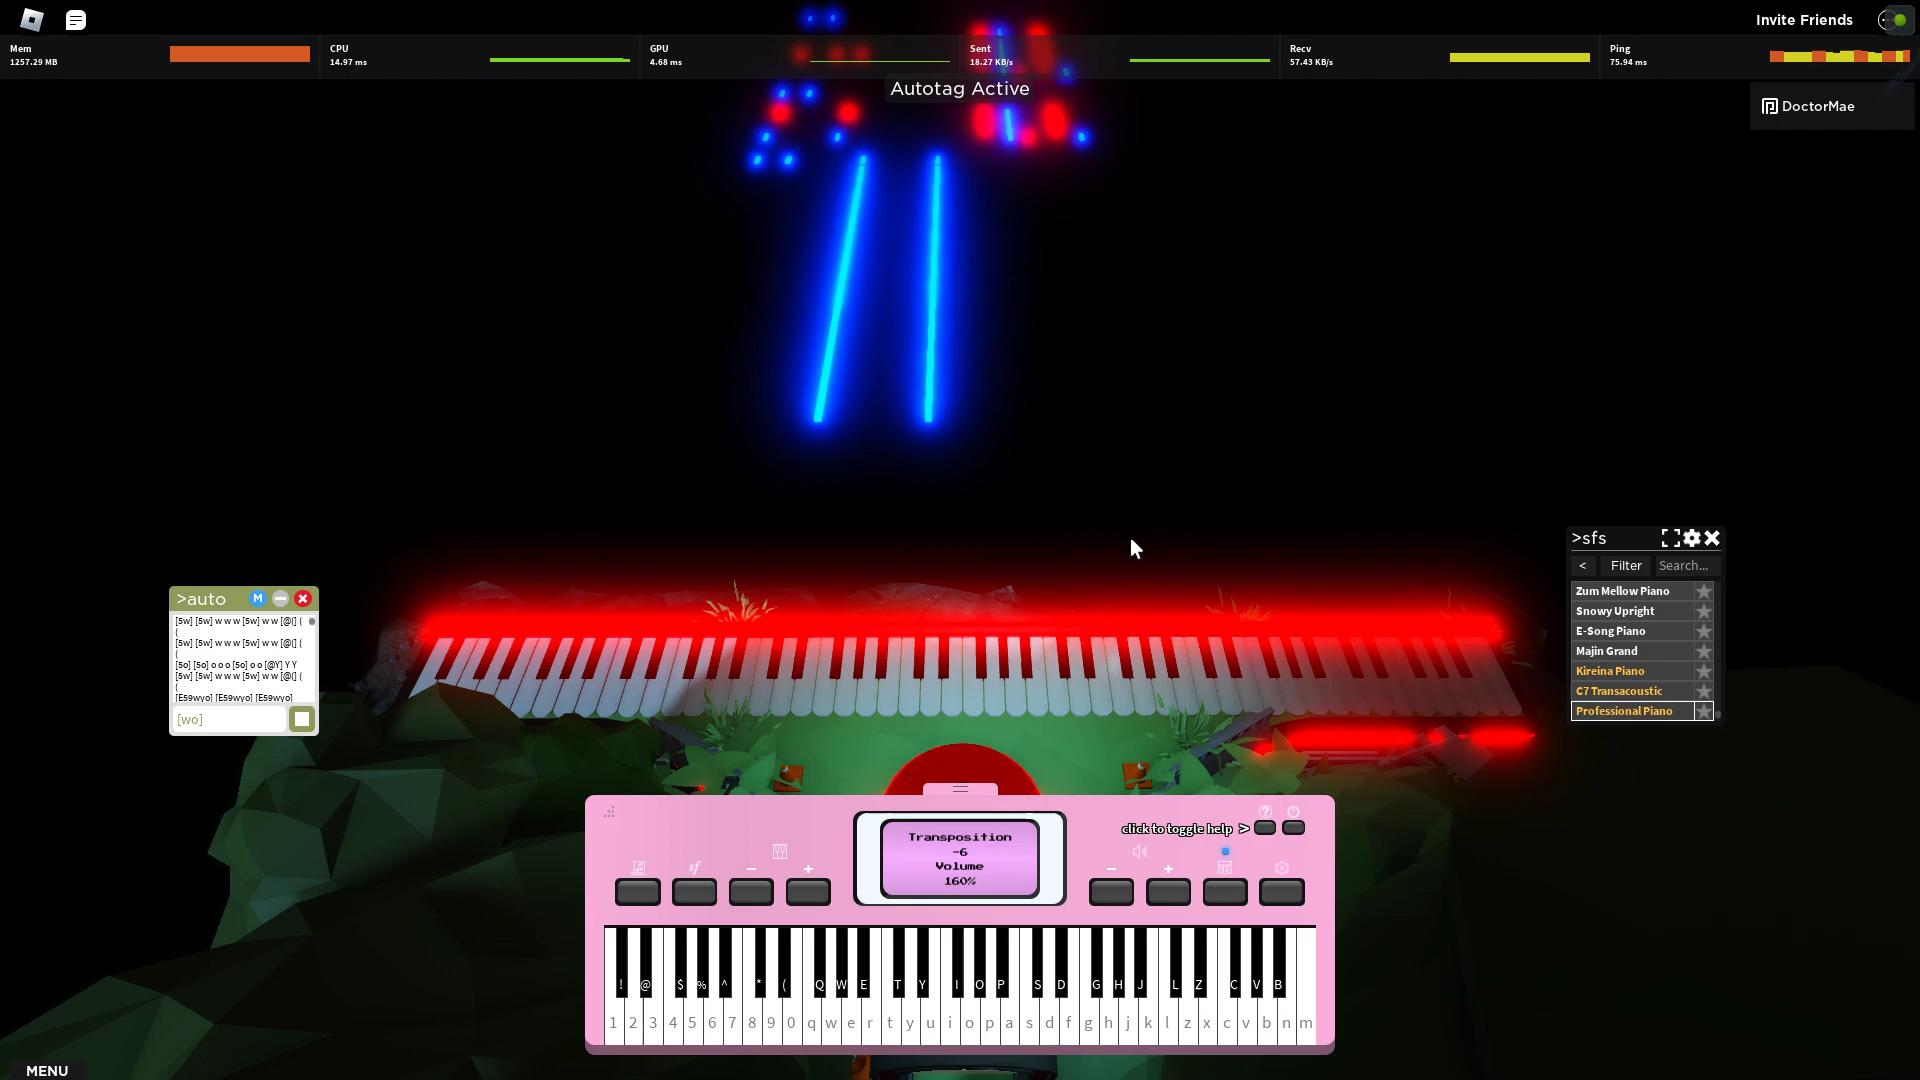 Invite Friends
Mem
1257.29 MB
CPU
14.97 ms
GPU
4.68 ms
Sent
18.27 KB/s
Recv
57.43 KB/s
Ping
75.94 ms
Autotag Active
DoctorMae
>sfs
< Filter Search...
Zum Mellow Piano
Snowy Upright
E-Song Piano
Majin Grand
Kireina Piano
C7 Transacoustic
Professional Piano
>auto M
[5w] [5w] w w w [5w] w w [@(] (
(
[5w] [5w] w w w [5w] w w [@(] (
(
[5o] [5o] o o o [5o] o o [@Y] Y Y
[5w] [5w] w w w [5w] w w [@(] (
(
[E59wyo] [E59wyo] [E59wyo]
[wo]
Transposition
-6
Volume
160%
click to toggle help >
?
sf
- +
- +
! @ $ % ^ * ( Q W E T Y I O P S D G H J L Z C V B
1 2 3 4 5 6 7 8 9 0 q w e r t y u i o p a s d f g h j k l z x c v b n m
MENU